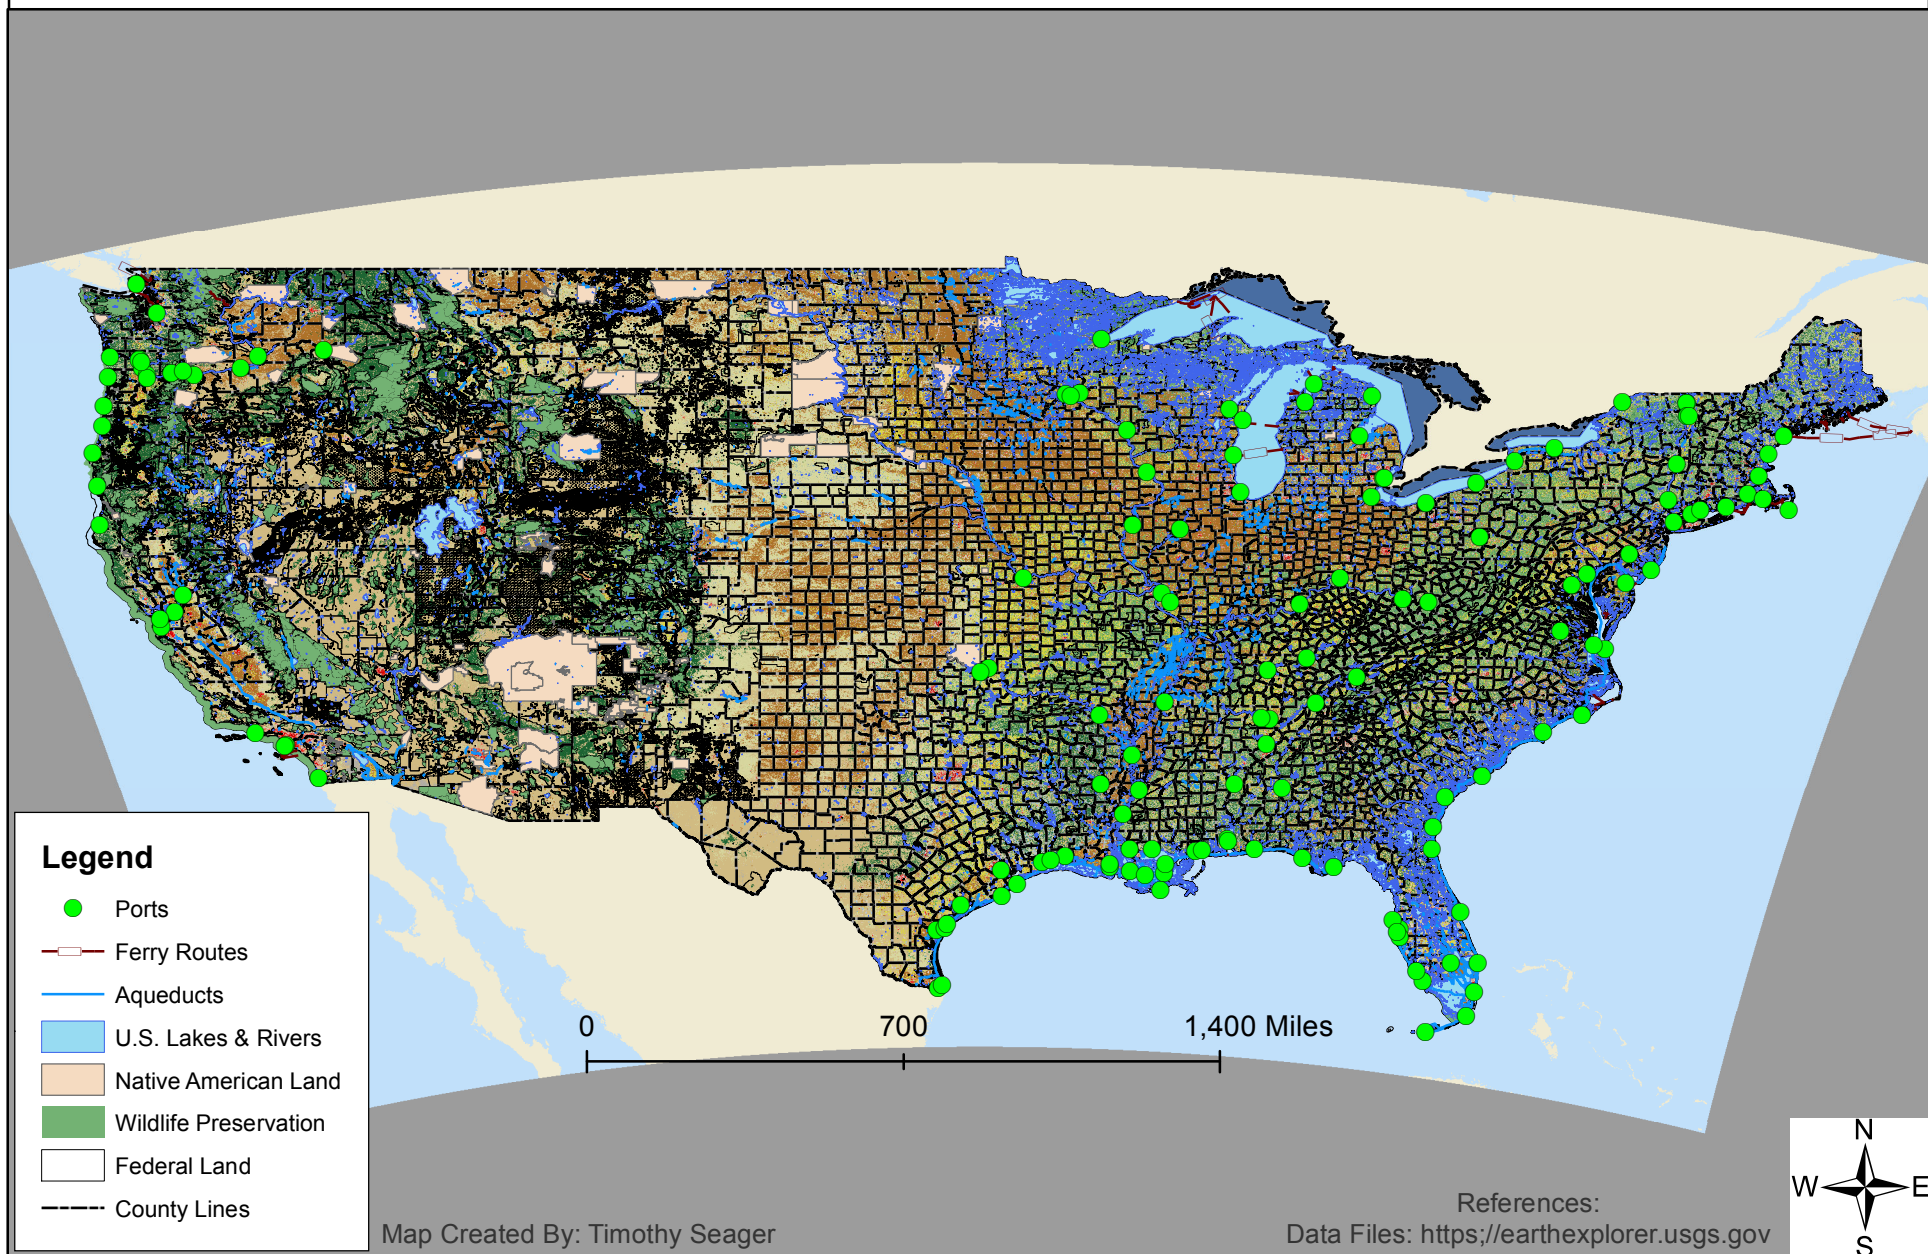 0 700 1,400 Miles
Legend
Ports
Ferry Routes
Aqueducts
U.S. Lakes & Rivers
Native American Land
Wildlife Preservation
Federal Land
County Lines
Map Created By: Timothy Seager
References:
Data Files: https;//earthexplorer.usgs.gov
N
W E
S